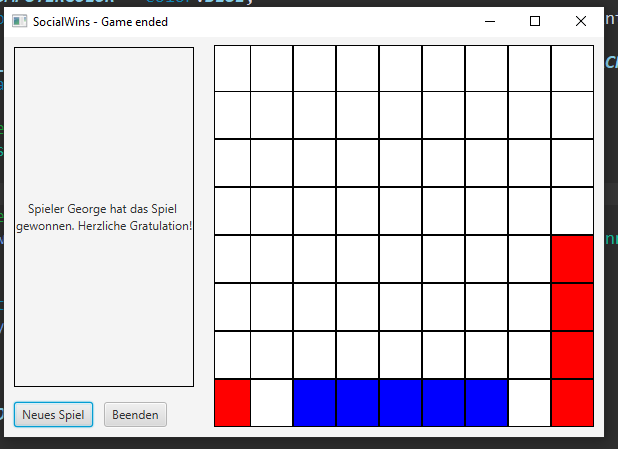 SocialWins - Game ended
Spieler George hat das Spiel
gewonnen. Herzliche Gratulation!
Neues Spiel
Beenden